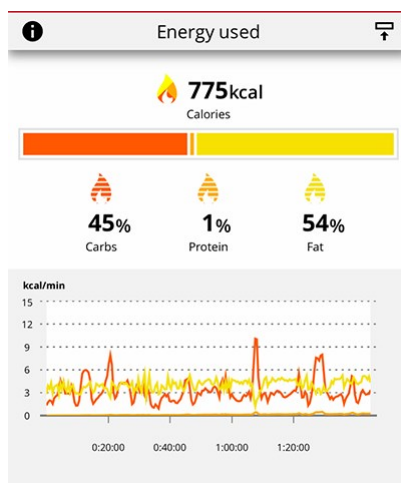 Energy used
775kcal
Calories
45% 1% 54%
Carbs Protein Fat
kcal/min
15
12
9
6
3
0
0:20:00 0:40:00 1:00:00 1:20:00